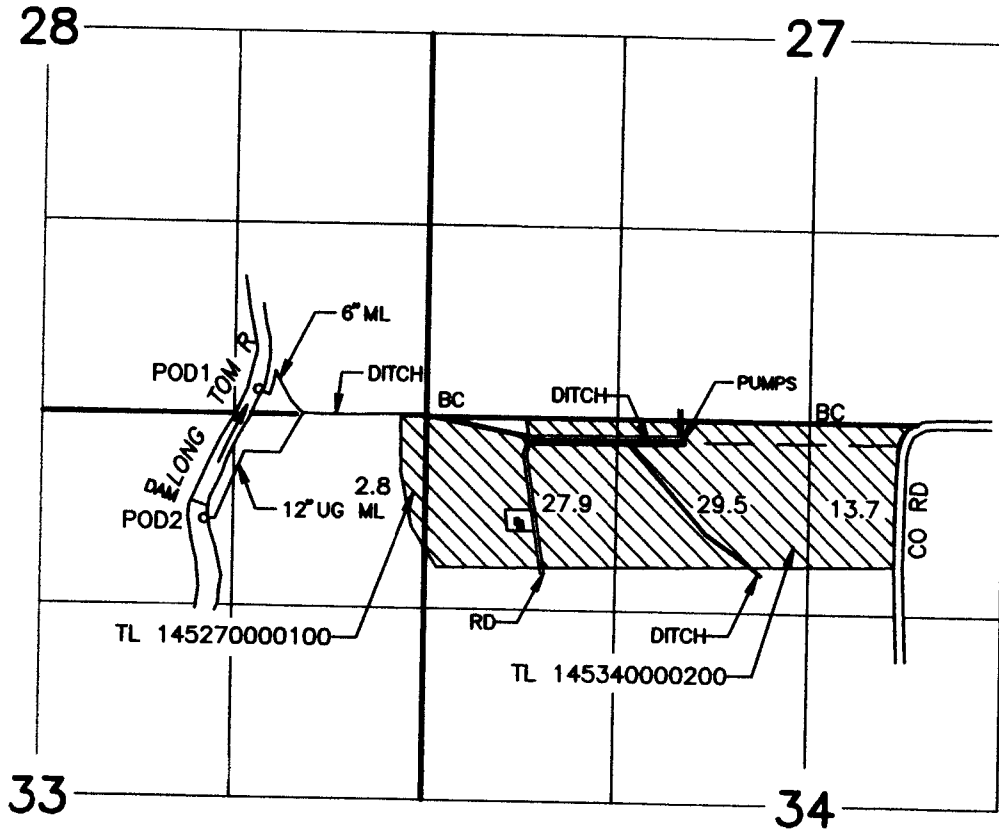 28
27
6" ML
POD1
LONG TOM R
DITCH
BC
DITCH
PUMPS
BC
DAM
POD2
12" UG ML
2.8
27.9
29.5
13.7
CO RD
TL 145270000100
RD
DITCH
TL 145340000200
33
34